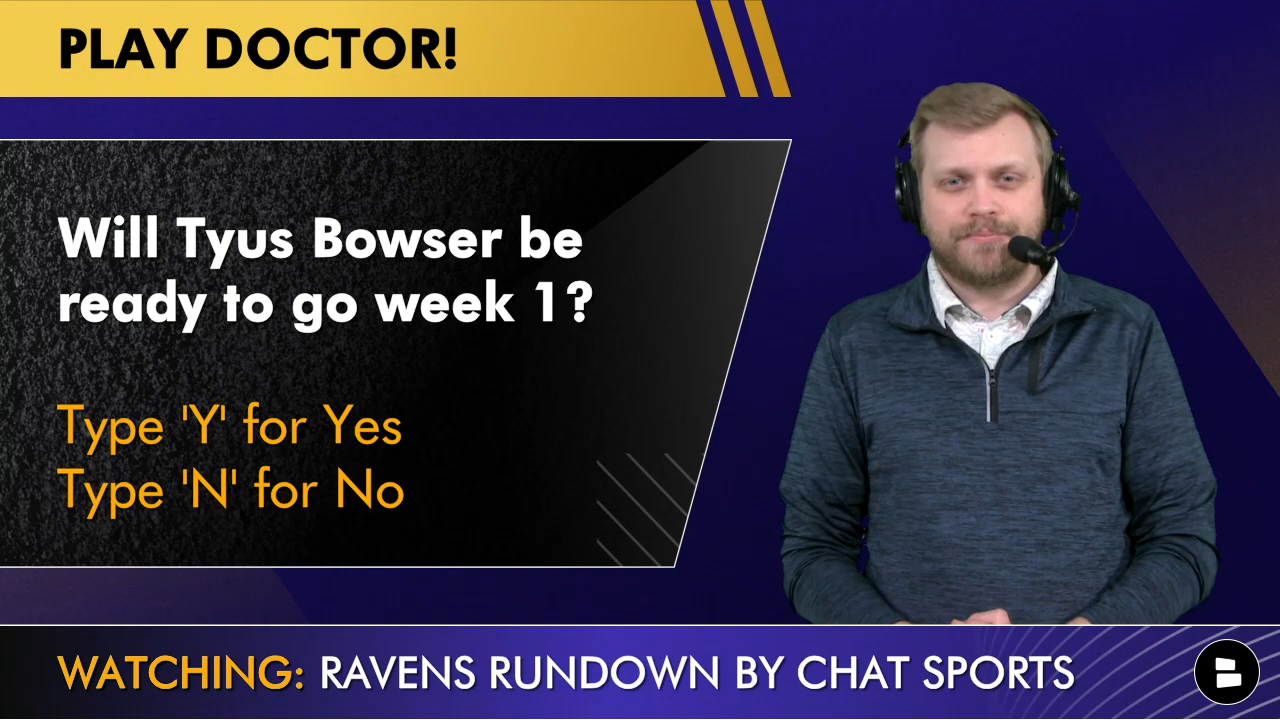 PLAY DOCTOR!
Will Tyus Bowser be
ready to go week 1?
Type 'Y' for Yes
Type 'N' for No
WATCHING: RAVENS RUNDOWN BY CHAT SPORTS